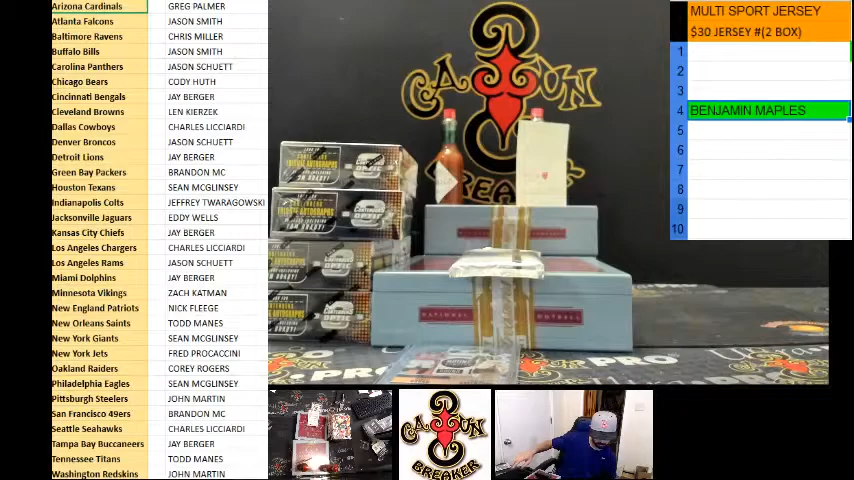 Arizona Cardinals GREG PALMER
Atlanta Falcons JASON SMITH
Baltimore Ravens CHRIS MILLER
Buffalo Bills JASON SMITH
Carolina Panthers JASON SCHUETT
Chicago Bears CODY HUTH
Cincinnati Bengals JAY BERGER
Cleveland Browns LEN KIERZEK
Dallas Cowboys CHARLES LICCIARDI
Denver Broncos JASON SCHUETT
Detroit Lions JAY BERGER
Green Bay Packers BRANDON MC
Houston Texans SEAN MCGLINSEY
Indianapolis Colts JEFFREY TWARAGOWSKI
Jacksonville Jaguars EDDY WELLS
Kansas City Chiefs JAY BERGER
Los Angeles Chargers CHARLES LICCIARDI
Los Angeles Rams JASON SCHUETT
Miami Dolphins JAY BERGER
Minnesota Vikings ZACH KATMAN
New England Patriots NICK FLEEGE
New Orleans Saints TODD MANES
New York Giants SEAN MCGLINSEY
New York Jets FRED PROCACCINI
Oakland Raiders COREY ROGERS
Philadelphia Eagles SEAN MCGLINSEY
Pittsburgh Steelers JOHN MARTIN
San Francisco 49ers BRANDON MC
Seattle Seahawks CHARLES LICCIARDI
Tampa Bay Buccaneers JAY BERGER
Tennessee Titans TODD MANES
Washington Redskins JOHN MARTIN
CAJUN
BREAKER
AUTOGRAPHS
CONTENDERS
OPTIC
NATIONAL
FOOTBALL
PRO
MULTI SPORT JERSEY
$30 JERSEY #(2 BOX)
1
2
3
4 BENJAMIN MAPLES
5
6
7
8
9
10
CAJUN
BREAKER